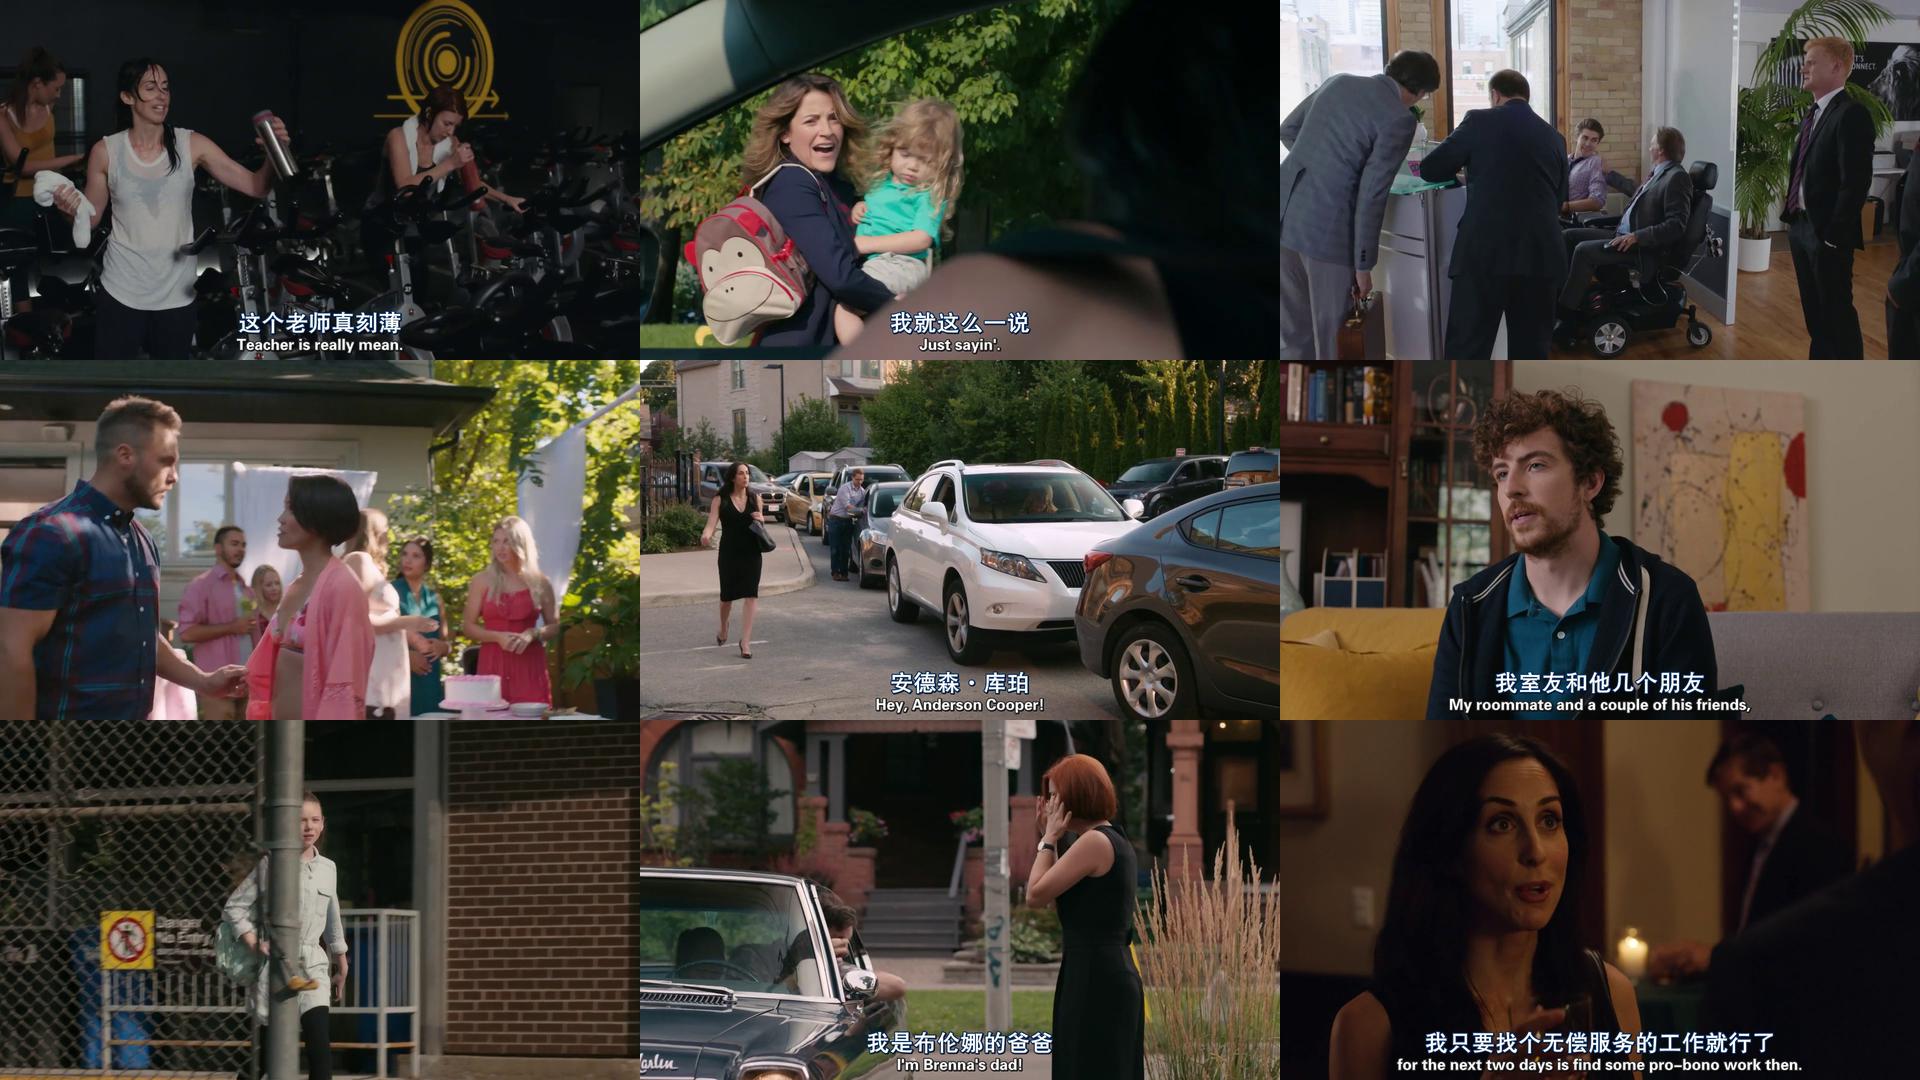 这个老师真刻薄
Teacher is really mean.
我就这么一说
Just sayin'.
CONNECT.
安德森·库珀
Hey, Anderson Cooper!
我室友和他几个朋友
My roommate and a couple of his friends,
Danger
No Entry
我是布伦娜的爸爸
I'm Brenna's dad!
我只要找个无偿服务的工作就行了
for the next two days is find some pro-bono work then.